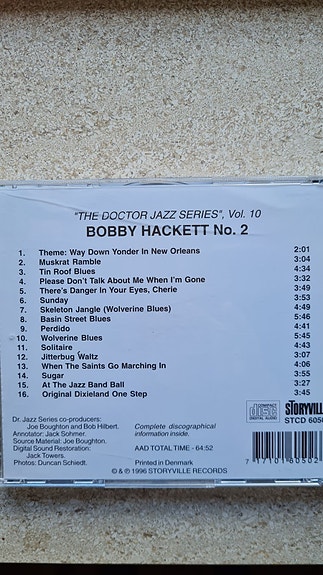 "THE DOCTOR JAZZ SERIES", Vol. 10
BOBBY HACKETT No. 2
1. Theme: Way Down Yonder In New Orleans 2:01
2. Muskrat Ramble 3:04
3. Tin Roof Blues 4:34
4. Please Don't Talk About Me When I'm Gone 4:32
5. There's Danger In Your Eyes, Cherie 3:49
6. Sunday 3:53
7. Skeleton Jangle (Wolverine Blues) 3:49
8. Basin Street Blues 5:46
9. Perdido 4:41
10. Wolverine Blues 5:45
11. Solitaire 4:43
12. Jitterbug Waltz 3:07
13. When The Saints Go Marching In 4:06
14. Sugar 3:55
15. At The Jazz Band Ball 3:27
16. Original Dixieland One Step 3:45
Dr. Jazz Series co-producers:
Joe Boughton and Bob Hilbert.
Annotator: Jack Sohmer.
Source Material: Joe Boughton.
Digital Sound Restoration:
Jack Towers.
Photos: Duncan Schiedt.
Complete discographical
information inside.
AAD TOTAL TIME - 64:52
Printed in Denmark
© & ℗ 1996 STORYVILLE RECORDS
COMPACT
disc
DIGITAL AUDIO
STORYVILLE
STCD
7 17101 60502